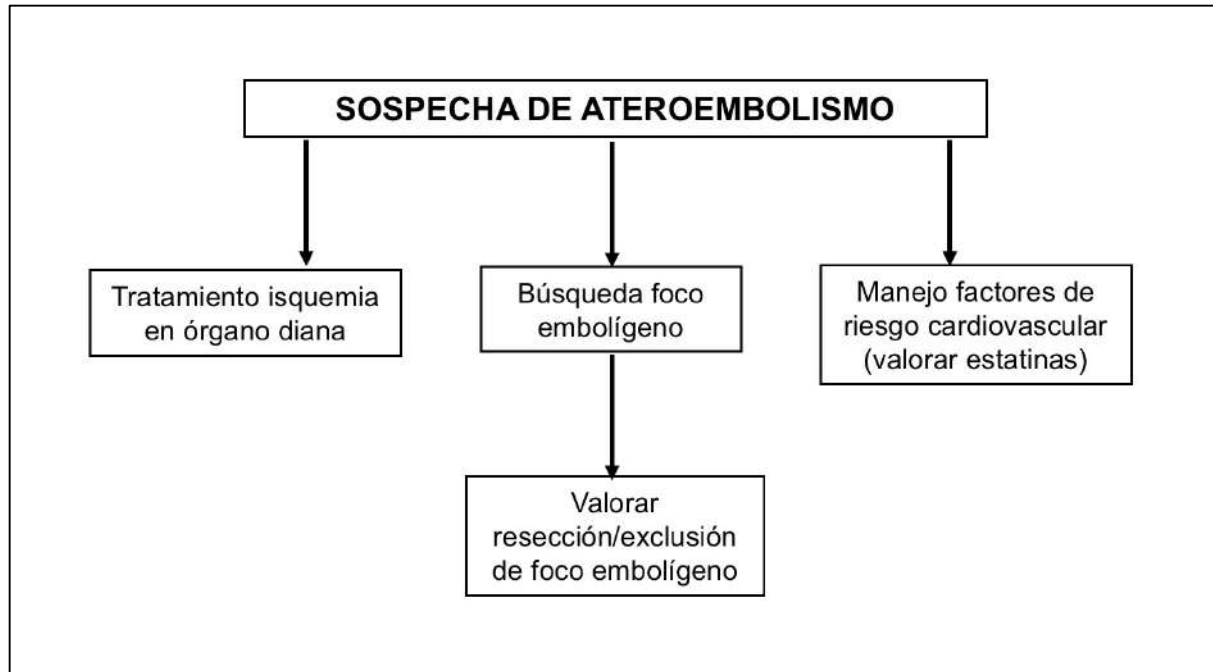 SOSPECHA DE ATEROEMBOLISMO
Tratamiento isquemia
en órgano diana
Búsqueda foco
embolígeno
Manejo factores de
riesgo cardiovascular
(valorar estatinas)
Valorar
resección/exclusión
de foco embolígeno